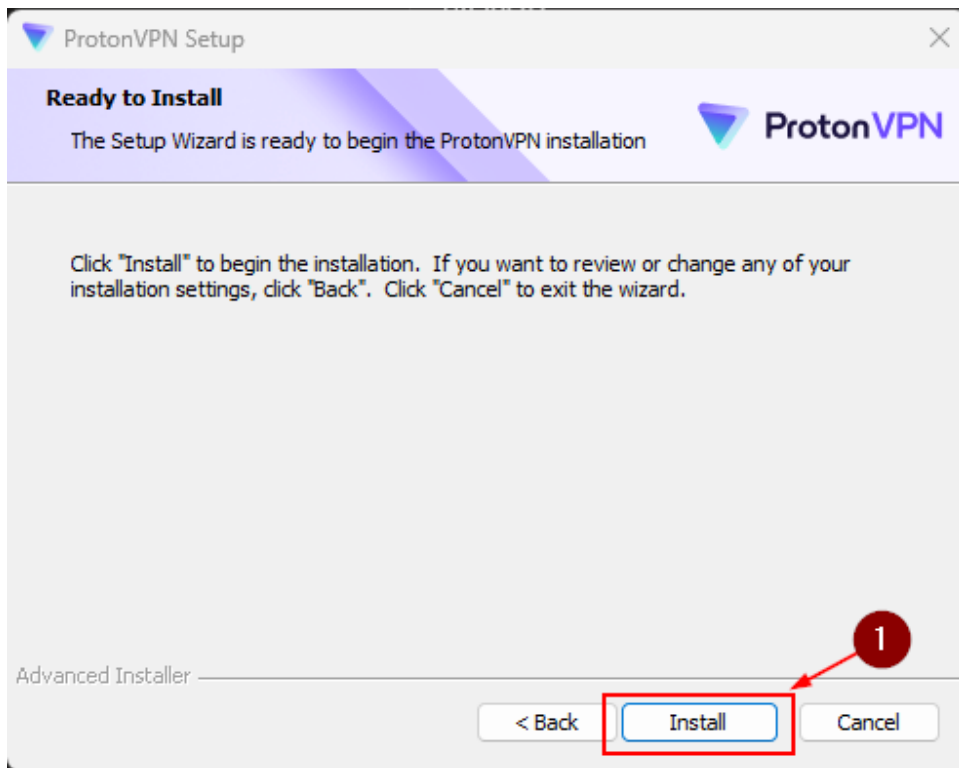 ProtonVPN Setup
Ready to Install
The Setup Wizard is ready to begin the ProtonVPN installation
ProtonVPN
Click "Install" to begin the installation.  If you want to review or change any of your
installation settings, click "Back".  Click "Cancel" to exit the wizard.
1
Advanced Installer
< Back
Install
Cancel